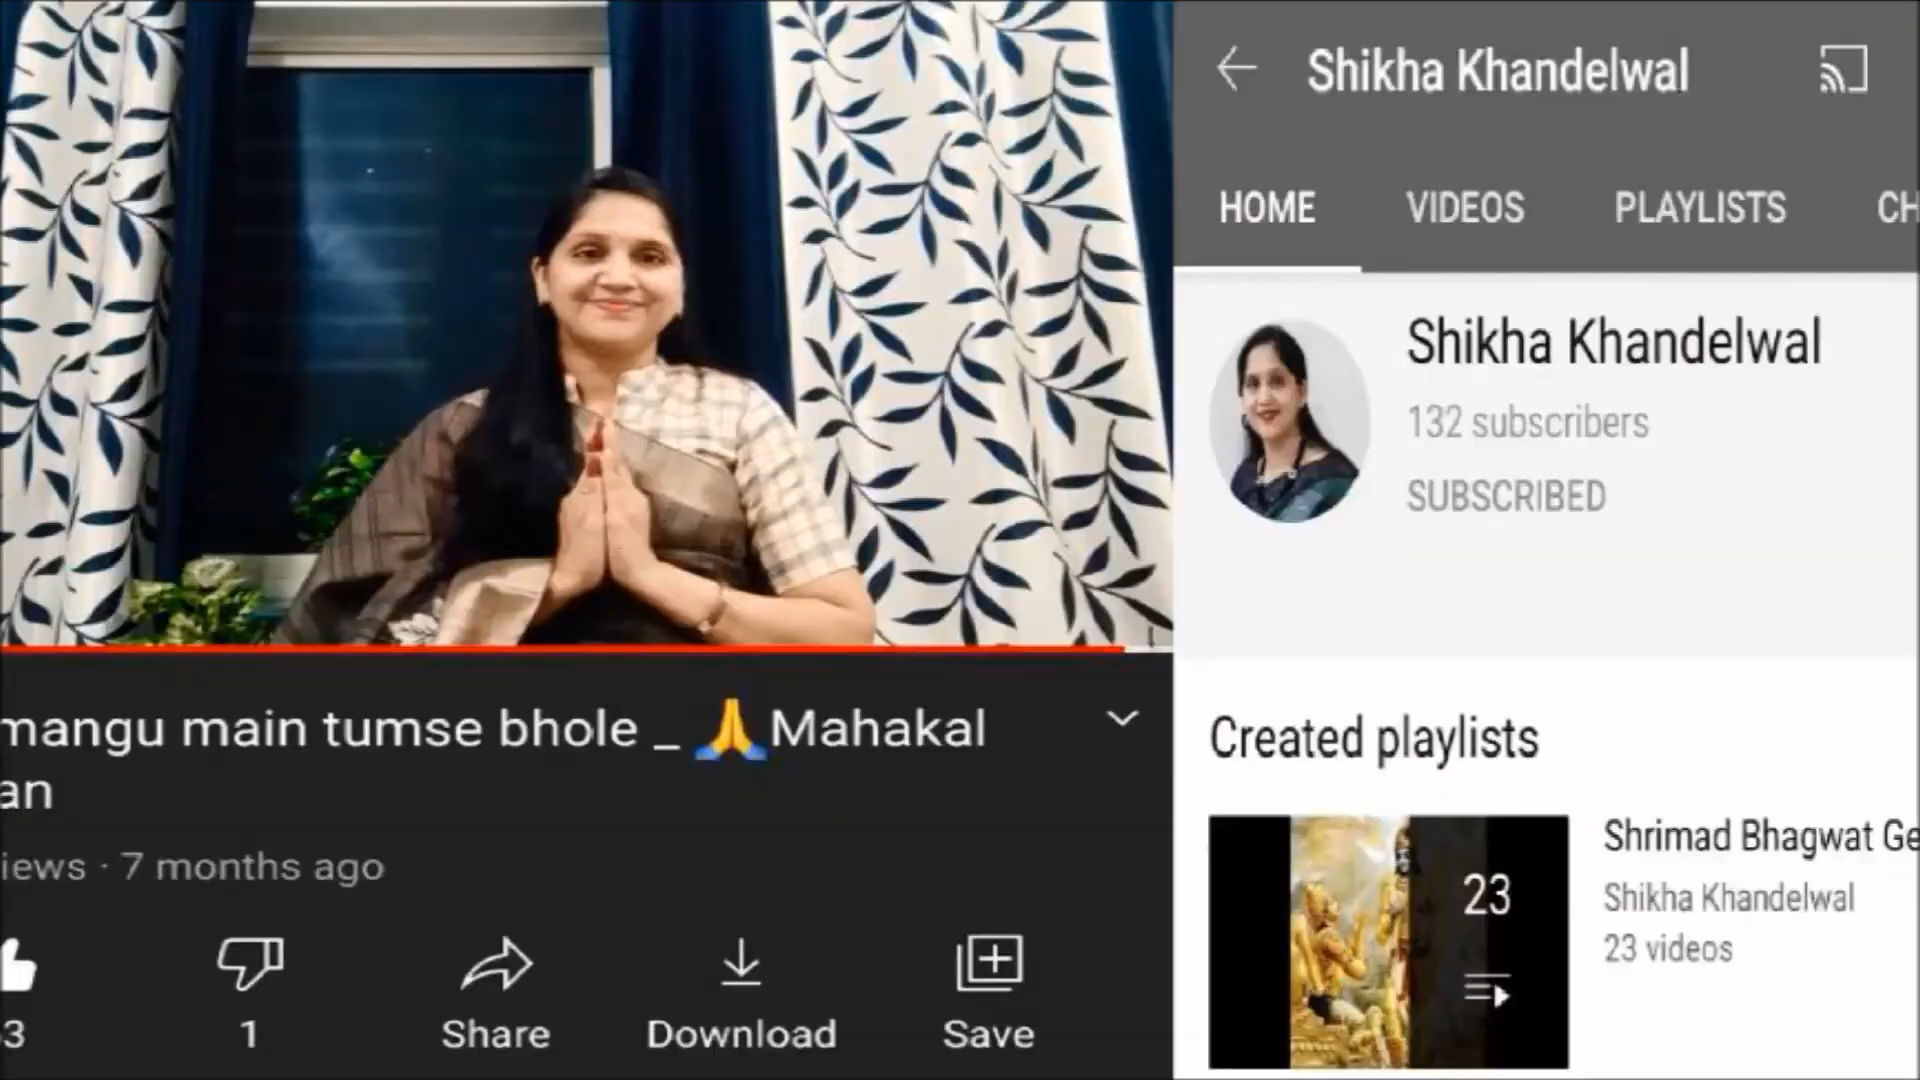 mangu main tumse bhole _ 🙏Mahakal
an
iews · 7 months ago
1
Share
Download
Save
Shikha Khandelwal
HOME
VIDEOS
PLAYLISTS
CH
Shikha Khandelwal
132 subscribers
SUBSCRIBED
Created playlists
23
Shrimad Bhagwat Ge
Shikha Khandelwal
23 videos